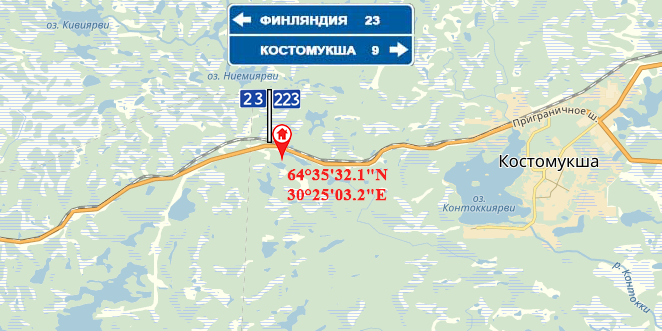 ФИНЛЯНДИЯ 23
КОСТОМУКША 9
оз. Кивиярви
оз. Ниемиярви
23 223
Приграничное ш.
64°35'32.1"N
30°25'03.2"E
Костомукша
оз.
Контоккиярви
р. Контокки